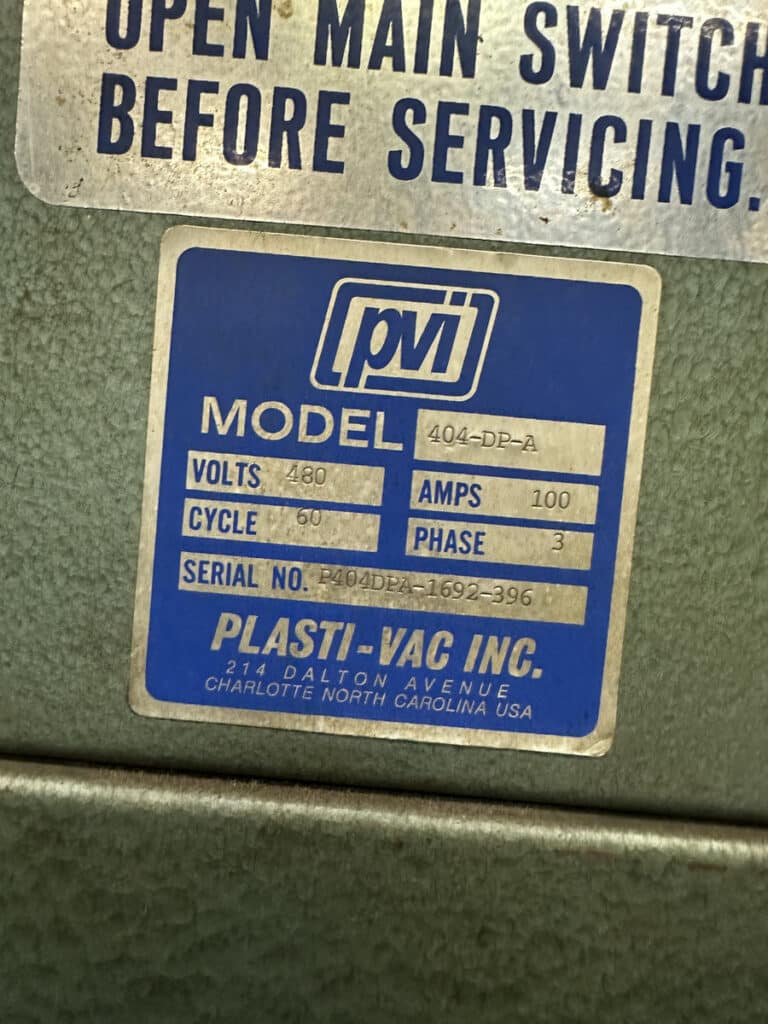 OPEN MAIN SWITCH
BEFORE SERVICING.
pvi
MODEL 404-DP-A
VOLTS 480 AMPS 100
CYCLE 60 PHASE 3
SERIAL NO. P404DPA-1692-396
PLASTI-VAC INC.
214 DALTON AVENUE
CHARLOTTE NORTH CAROLINA USA